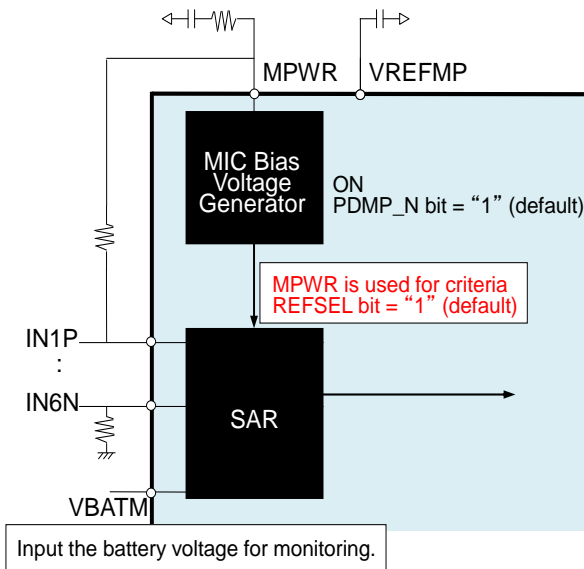 MPWR
VREFMP
MIC Bias
Voltage
Generator
ON
PDMP_N bit = “1” (default)
MPWR is used for criteria
REFSEL bit = “1” (default)
IN1P
:
IN6N
SAR
VBATM
Input the battery voltage for monitoring.